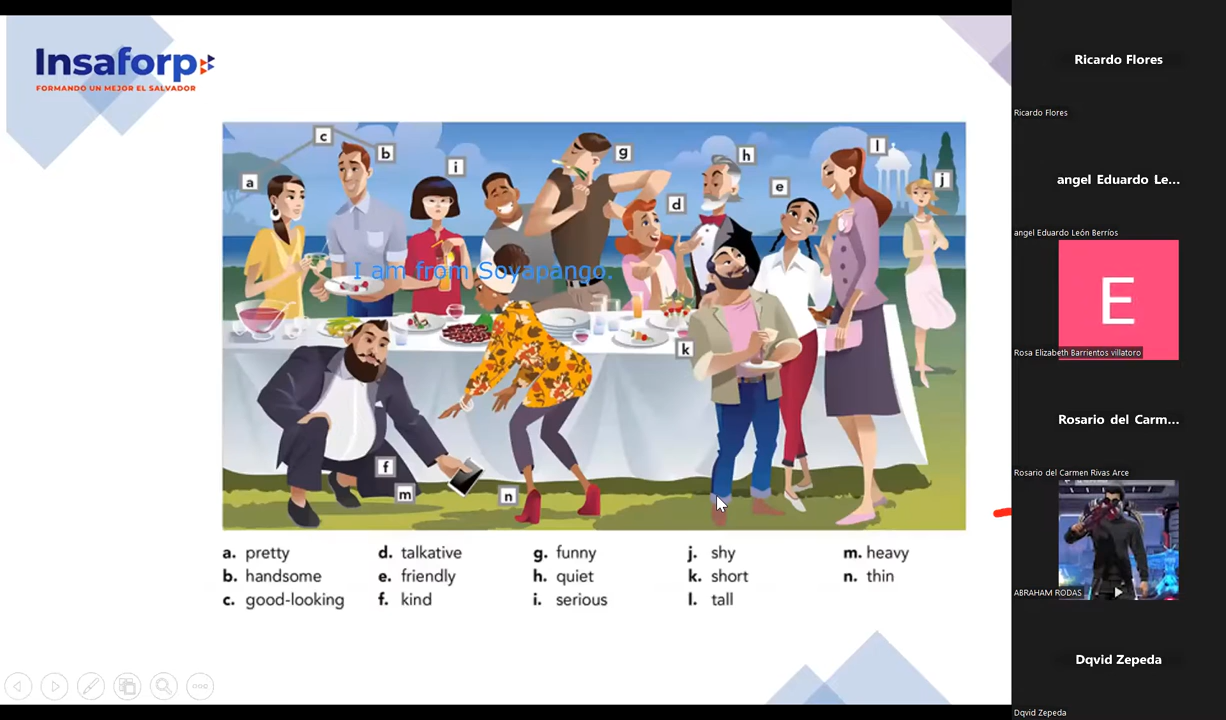 Insaforp
FORMANDO UN MEJOR EL SALVADOR
c
b
a
i
g
h
l
e
j
d
I am from Soyapango.
k
f
m
n
a. pretty
b. handsome
c. good-looking
d. talkative
e. friendly
f. kind
g. funny
h. quiet
i. serious
j. shy
k. short
l. tall
m. heavy
n. thin
Ricardo Flores
Ricardo Flores
angel Eduardo Le...
angel Eduardo León Berríos
E
Rosa Elizabeth Barrientos villatoro
Rosario del Carm...
Rosario del Carmen Rivas Arce
ABRAHAM RODAS
Dqvid Zepeda
Dqvid Zepeda